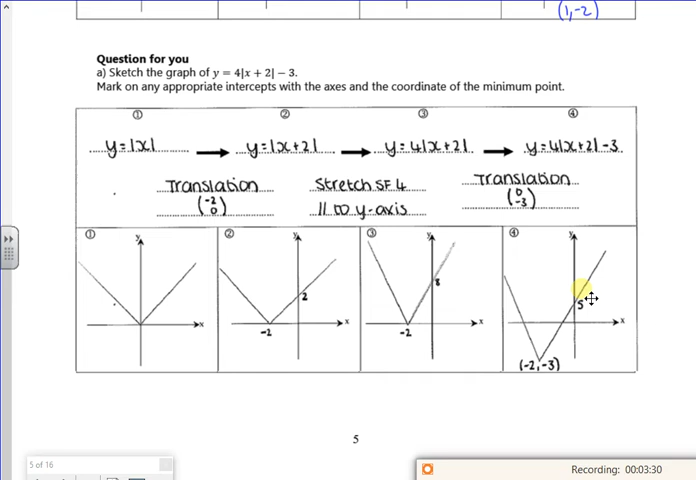 (1,-2)
Question for you
a) Sketch the graph of y = 4|x + 2| − 3.
Mark on any appropriate intercepts with the axes and the coordinate of the minimum point.
① ② ③ ④
y=|x| → y=|x+2| → y=4|x+2| → y=4|x+2|-3
Translation Stretch SF 4 Translation
(-2 0) // to y-axis (0 -3)
① y x ② y x ③ y x ④ y x
2 8 5
-2 -2
(-2,-3)
5
5 of 16
Recording: 00:03:30